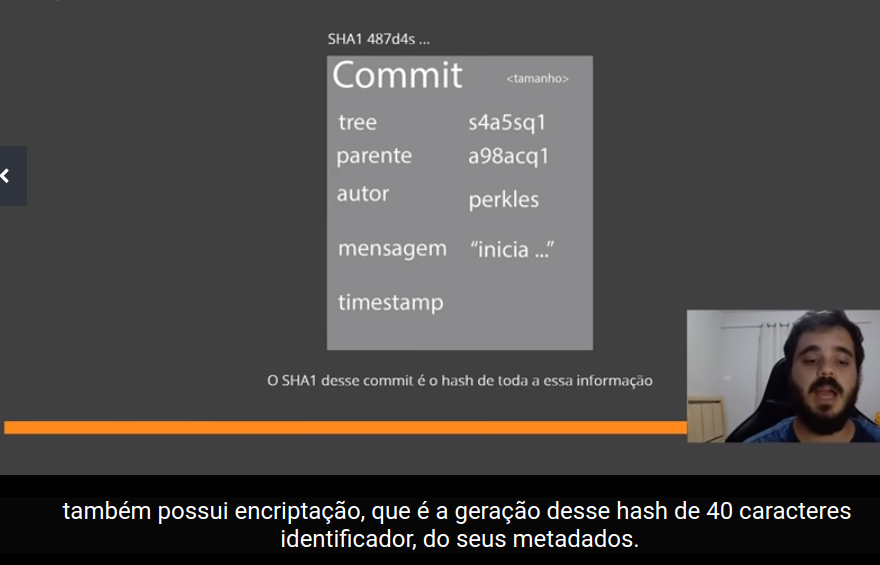 SHA1 487d4s ...
Commit <tamanho>
tree s4a5sq1
parente a98acq1
autor perkles
mensagem “inicia ...”
timestamp
O SHA1 desse commit é o hash de toda a essa informação
também possui encriptação, que é a geração desse hash de 40 caracteres
identificador, do seus metadados.